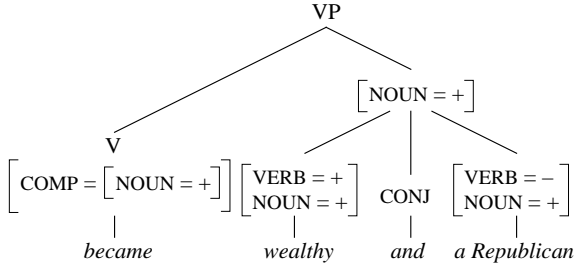 VP
[NOUN = +]
V
[COMP = [NOUN = +]] [VERB = + NOUN = +] CONJ [VERB = – NOUN = +]
became wealthy and a Republican